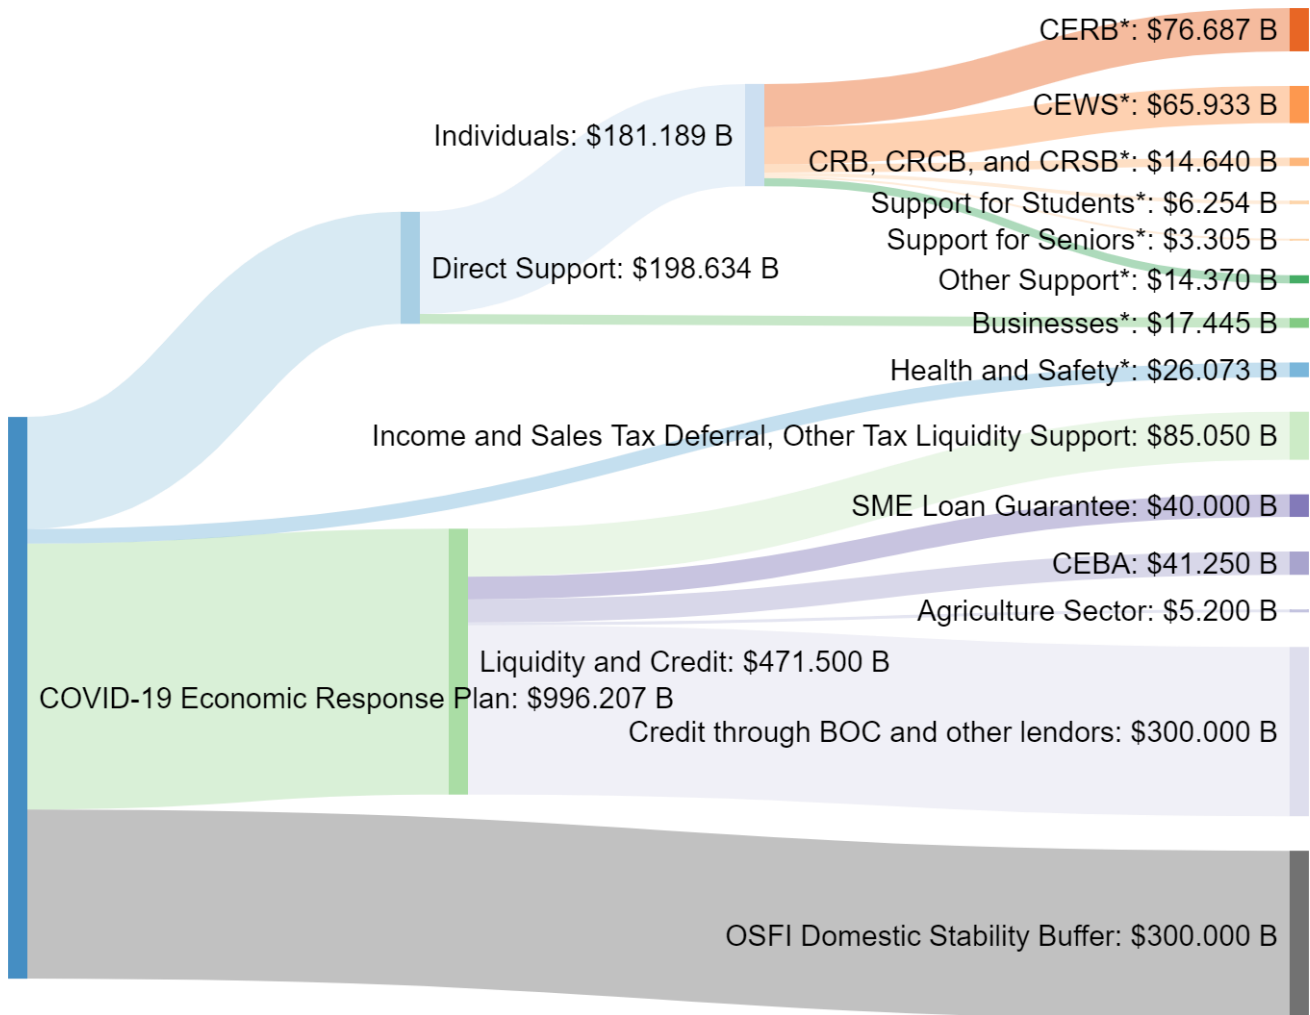 CERB*: $76.687 B
CEWS*: $65.933 B
Individuals: $181.189 B
CRB, CRCB, and CRSB*: $14.640 B
Support for Students*: $6.254 B
Support for Seniors*: $3.305 B
Direct Support: $198.634 B
Other Support*: $14.370 B
Businesses*: $17.445 B
Health and Safety*: $26.073 B
Income and Sales Tax Deferral, Other Tax Liquidity Support: $85.050 B
SME Loan Guarantee: $40.000 B
CEBA: $41.250 B
Agriculture Sector: $5.200 B
Liquidity and Credit: $471.500 B
COVID-19 Economic Response Plan: $996.207 B
Credit through BOC and other lendors: $300.000 B
OSFI Domestic Stability Buffer: $300.000 B